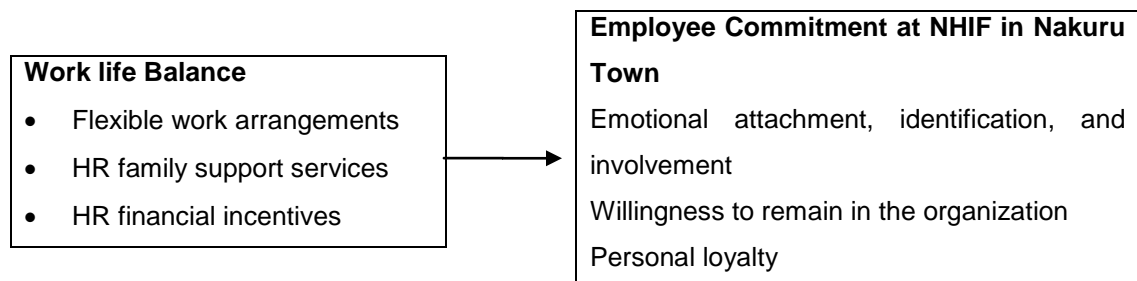 Work life Balance
• Flexible work arrangements
• HR family support services
• HR financial incentives
Employee Commitment at NHIF in Nakuru
Town
Emotional attachment, identification, and
involvement
Willingness to remain in the organization
Personal loyalty